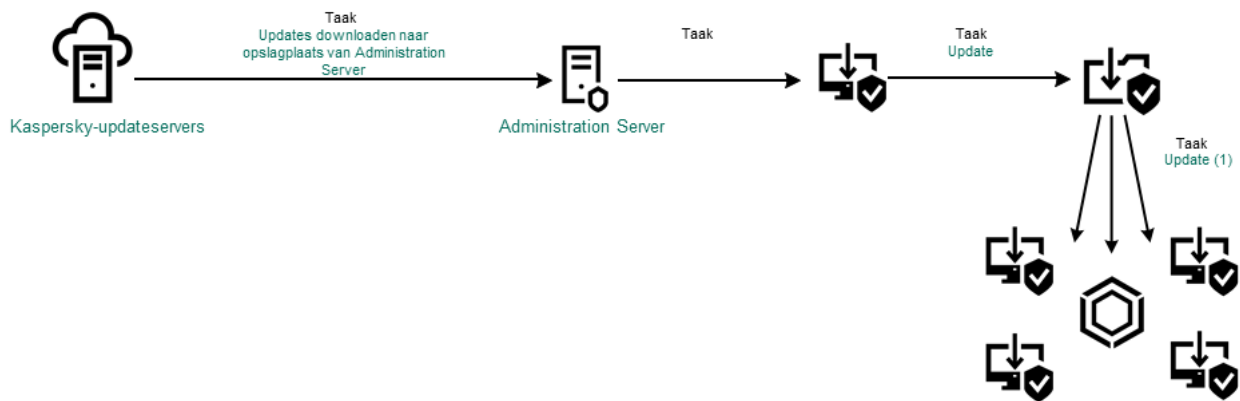 Taak
Updates downloaden naar
opslagplaats van Administration
Server
Kaspersky-updateservers
Administration Server
Taak
Taak
Update
Taak
Update (1)